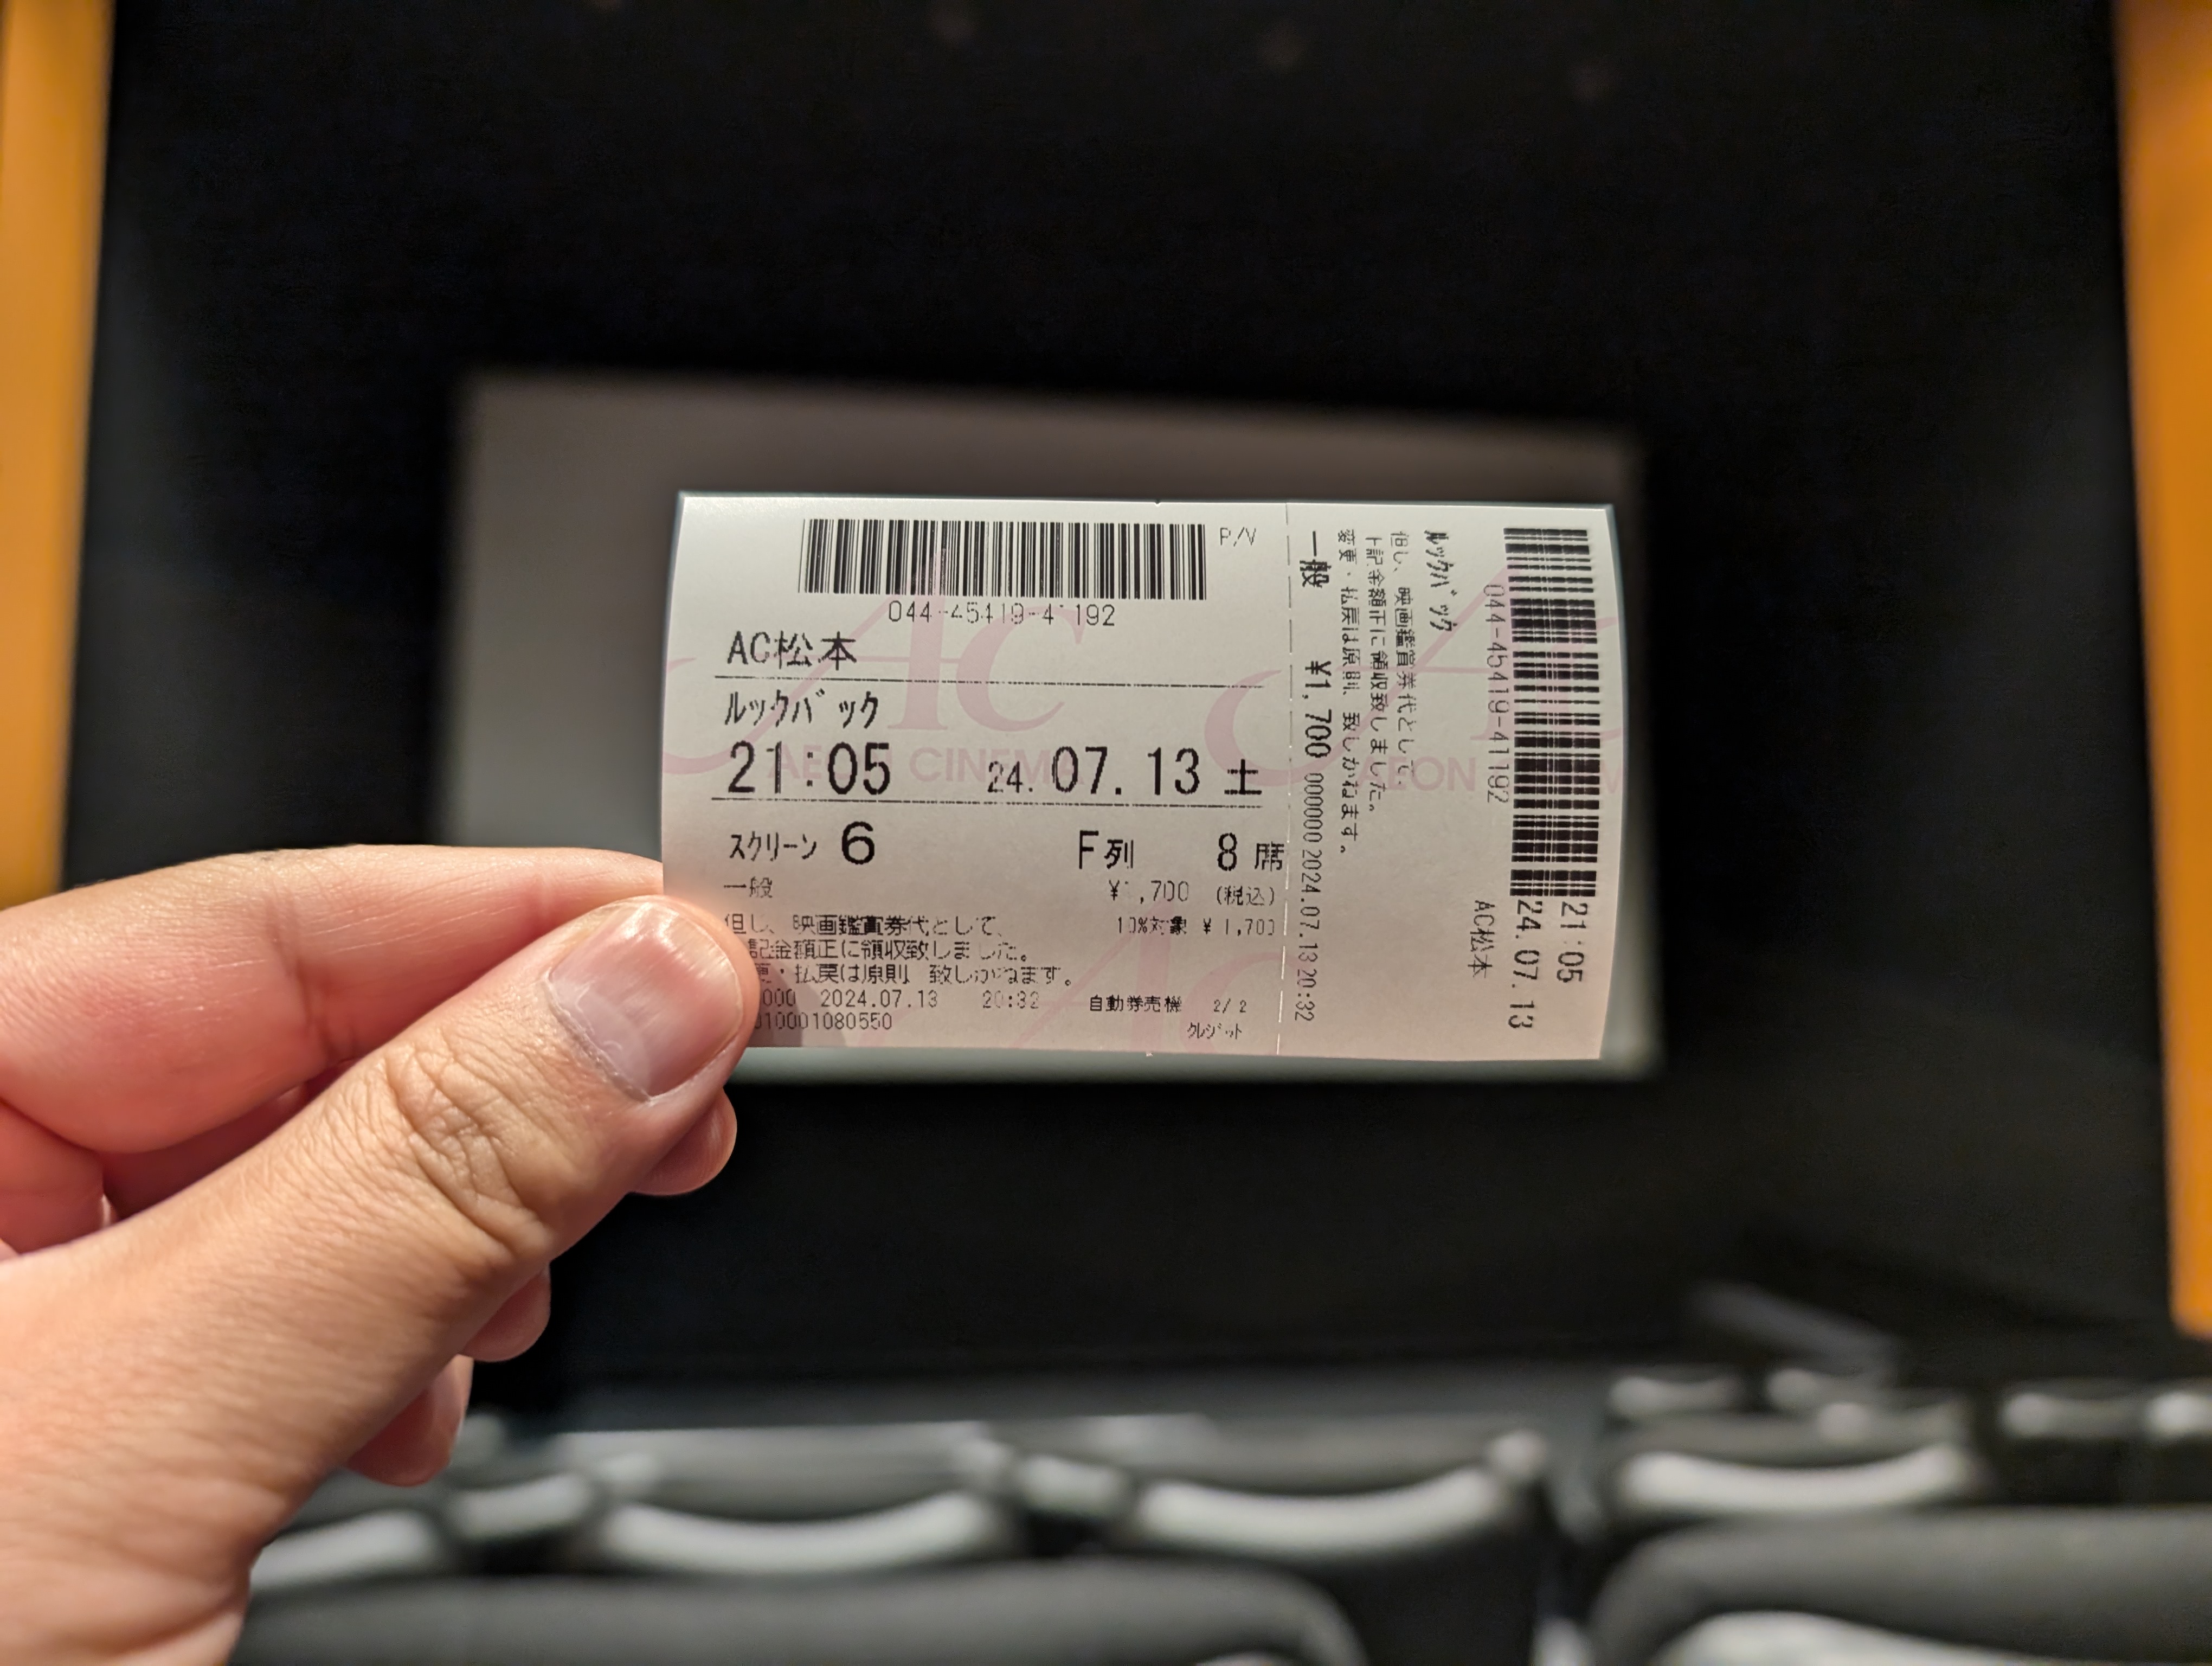 P/V
044-45419-41192
AC松本
ルックバック
21:05 24.07.13 土
スクリーン 6 F列 8 席
一般 ¥1,700 (税込)
但し、映画鑑賞券代として、 10%対象 ¥1,700
記金額正に領収致しました。
更・払戻は原則 致しかねます。
000 2024.07.13 20:32 自動券売機 2/2
010001080550 クレジット
AC
AEON CINEMA
044-45419-41192
21:05
24.07.13
AC松本
ルックバック
但し、映画鑑賞券代として、
上記金額正に領収致しました。
変更・払戻は原則、致しかねます。
一般 ¥1,700 000000 2024.07.13 20:32